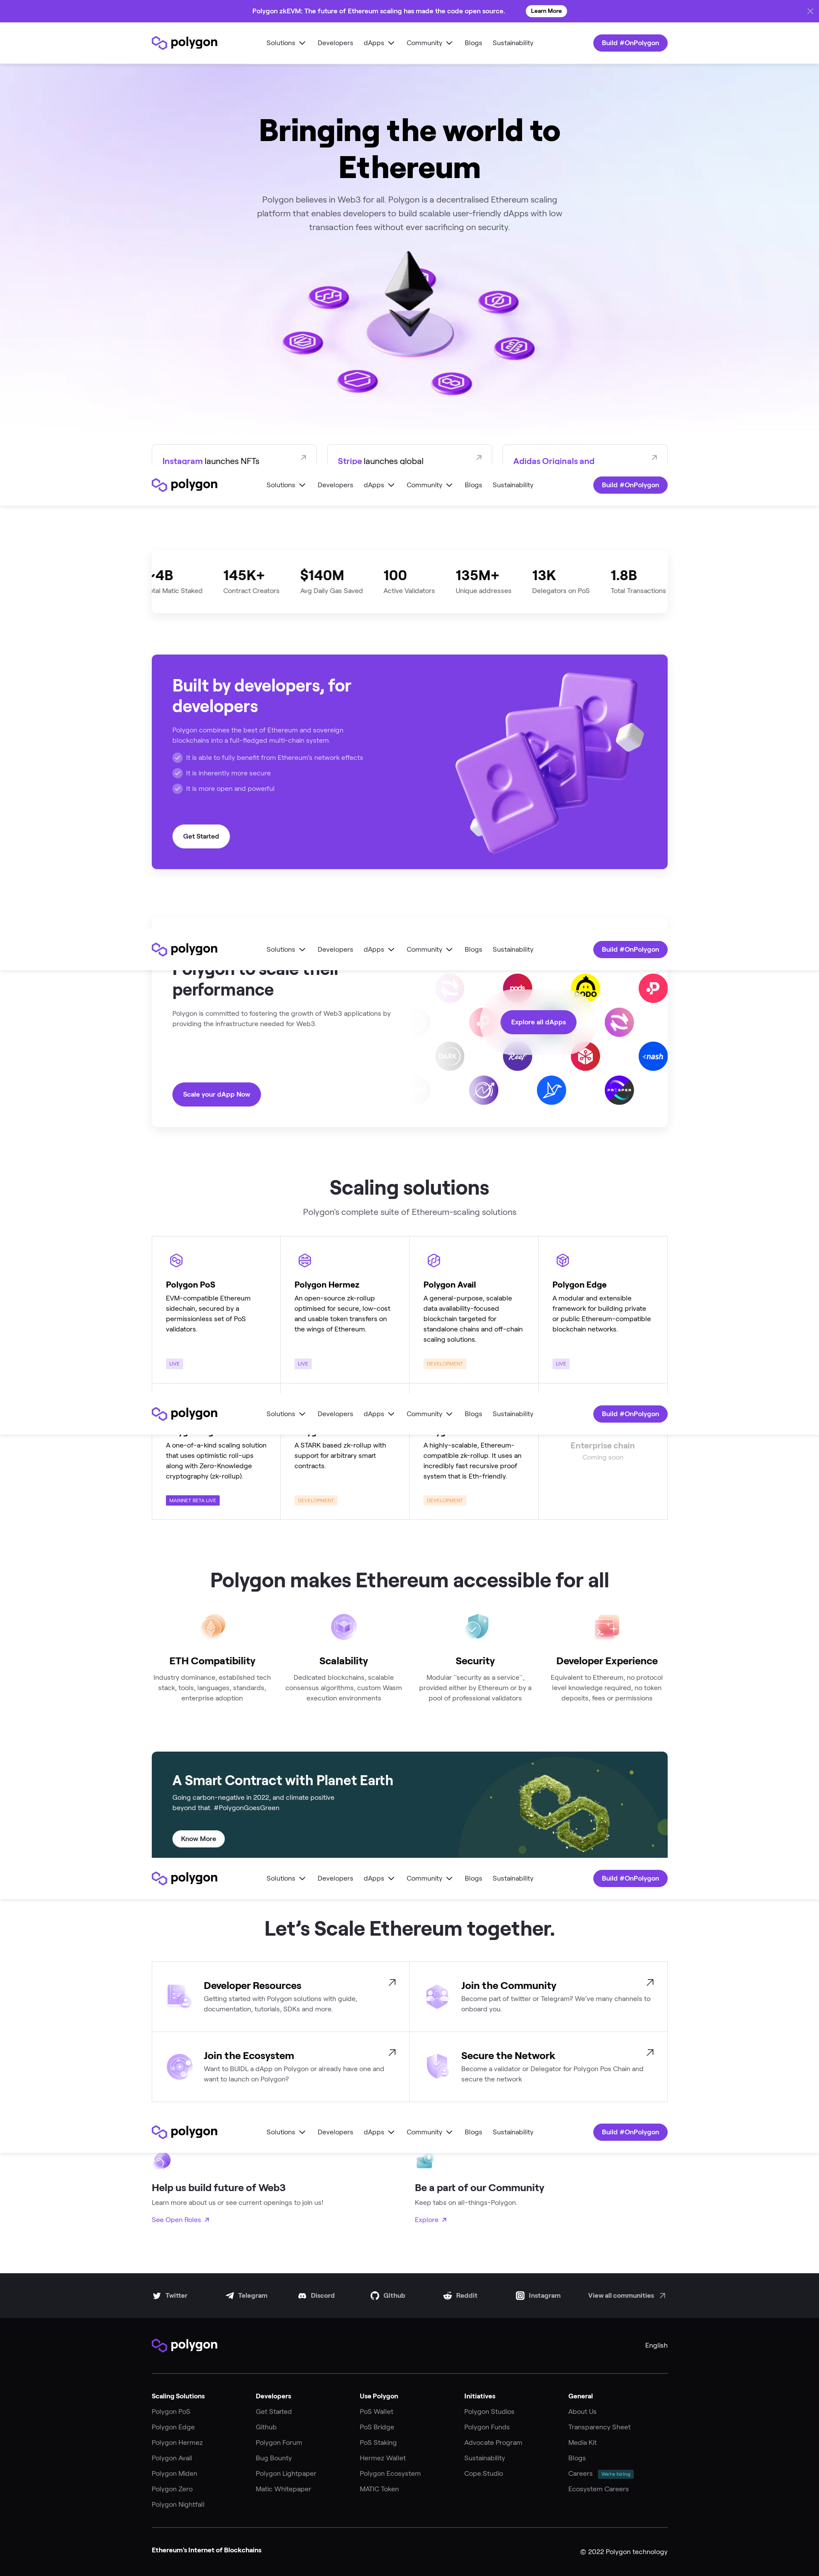 Polygon zkEVM: The future of Ethereum scaling has made the code open source. Learn More
polygon Solutions Developers dApps Community Blogs Sustainability Build #OnPolygon
Bringing the world to
Ethereum
Polygon believes in Web3 for all. Polygon is a decentralised Ethereum scaling
platform that enables developers to build scalable user-friendly dApps with low
transaction fees without ever sacrificing on security.
Instagram launches NFTs
Stripe launches global
Adidas Originals and
polygon Solutions Developers dApps Community Blogs Sustainability Build #OnPolygon
4B 145K+ $140M 100 135M+ 13K 1.8B
Matic Staked Contract Creators Avg Daily Gas Saved Active Validators Unique addresses Delegators on PoS Total Transactions
Built by developers, for
developers
Polygon combines the best of Ethereum and sovereign
blockchains into a full-fledged multi-chain system.
It is able to fully benefit from Ethereum's network effects
It is inherently more secure
It is more open and powerful
Get Started
polygon Solutions Developers dApps Community Blogs Sustainability Build #OnPolygon
Polygon to scale their
performance
Polygon is committed to fostering the growth of Web3 applications by
providing the infrastructure needed for Web3.
Scale your dApp Now
pods
DODO
Explore all dApps
DARK
Reef
nash
PROSPER
Scaling solutions
Polygon's complete suite of Ethereum-scaling solutions
Polygon PoS
EVM-compatible Ethereum
sidechain, secured by a
permissionless set of PoS
validators.
LIVE
Polygon Hermez
An open-source zk-rollup
optimised for secure, low-cost
and usable token transfers on
the wings of Ethereum.
LIVE
Polygon Avail
A general-purpose, scalable
data availability-focused
blockchain targeted for
standalone chains and off-chain
scaling solutions.
DEVELOPMENT
Polygon Edge
A modular and extensible
framework for building private
or public Ethereum-compatible
blockchain networks.
LIVE
polygon Solutions Developers dApps Community Blogs Sustainability Build #OnPolygon
A one-of-a-kind scaling solution
that uses optimistic roll-ups
along with Zero-Knowledge
cryptography (zk-rollup).
MAINNET BETA LIVE
A STARK based zk-rollup with
support for arbitrary smart
contracts.
DEVELOPMENT
A highly-scalable, Ethereum-
compatible zk-rollup. It uses an
incredibly fast recursive proof
system that is Eth-friendly.
DEVELOPMENT
Enterprise chain
Coming soon
Polygon makes Ethereum accessible for all
ETH Compatibility
Industry dominance, established tech
stack, tools, languages, standards,
enterprise adoption
Scalability
Dedicated blockchains, scalable
consensus algorithms, custom Wasm
execution environments
Security
Modular "security as a service",
provided either by Ethereum or by a
pool of professional validators
Developer Experience
Equivalent to Ethereum, no protocol
level knowledge required, no token
deposits, fees or permissions
A Smart Contract with Planet Earth
Going carbon-negative in 2022, and climate positive
beyond that. #PolygonGoesGreen
Know More
polygon Solutions Developers dApps Community Blogs Sustainability Build #OnPolygon
Let's Scale Ethereum together.
Developer Resources
Getting started with Polygon solutions with guide,
documentation, tutorials, SDKs and more.
Join the Community
Become part of twitter or Telegram? We've many channels to
onboard you.
Join the Ecosystem
Want to BUIDL a dApp on Polygon or already have one and
want to launch on Polygon?
Secure the Network
Become a validator or Delegator for Polygon Pos Chain and
secure the network
polygon Solutions Developers dApps Community Blogs Sustainability Build #OnPolygon
Help us build future of Web3
Learn more about us or see current openings to join us!
See Open Roles
Be a part of our Community
Keep tabs on all-things-Polygon.
Explore
Twitter Telegram Discord Github Reddit Instagram View all communities
polygon English
Scaling Solutions
Polygon PoS
Polygon Edge
Polygon Hermez
Polygon Avail
Polygon Miden
Polygon Zero
Polygon Nightfall
Developers
Get Started
Github
Polygon Forum
Bug Bounty
Polygon Lightpaper
Matic Whitepaper
Use Polygon
PoS Wallet
PoS Bridge
PoS Staking
Hermez Wallet
Polygon Ecosystem
MATIC Token
Initiatives
Polygon Studios
Polygon Funds
Advocate Program
Sustainability
Cope.Studio
General
About Us
Transparency Sheet
Media Kit
Blogs
Careers We're hiring
Ecosystem Careers
Ethereum's Internet of Blockchains
© 2022 Polygon technology